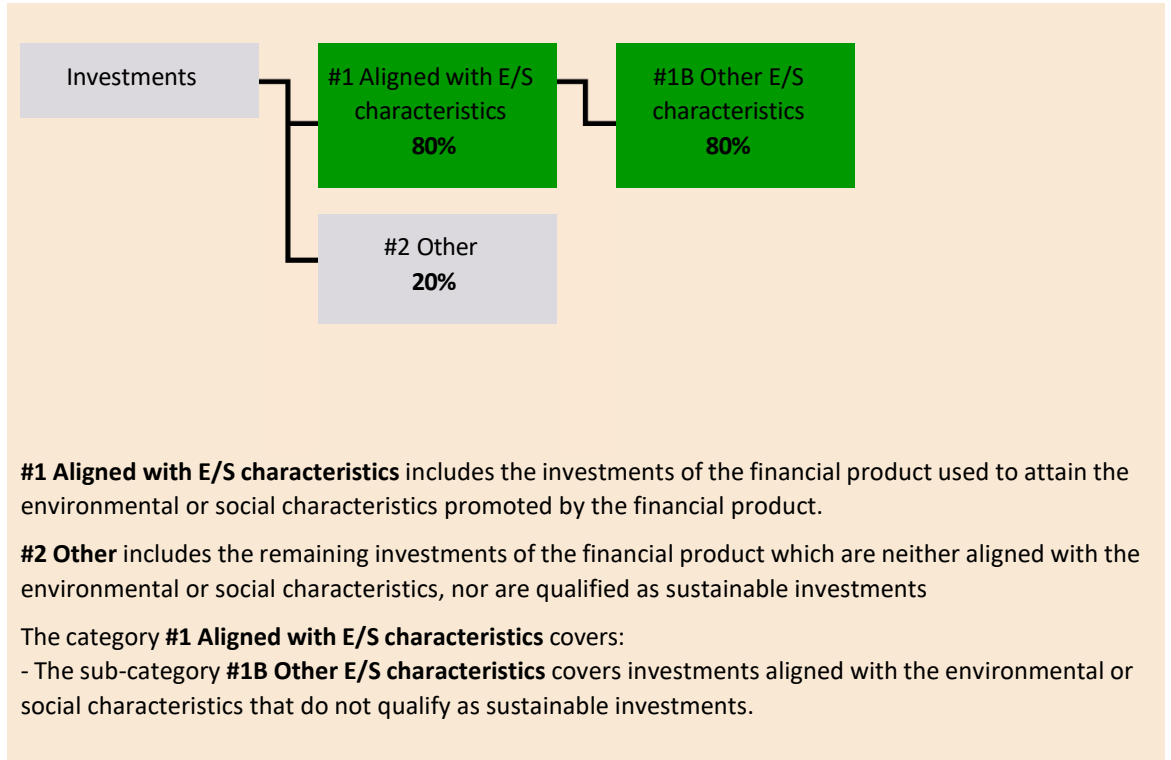 Investments
#1 Aligned with E/S
characteristics
80%
#1B Other E/S
characteristics
80%
#2 Other
20%
#1 Aligned with E/S characteristics includes the investments of the financial product used to attain the
environmental or social characteristics promoted by the financial product.
#2 Other includes the remaining investments of the financial product which are neither aligned with the
environmental or social characteristics, nor are qualified as sustainable investments
The category #1 Aligned with E/S characteristics covers:
- The sub-category #1B Other E/S characteristics covers investments aligned with the environmental or
social characteristics that do not qualify as sustainable investments.